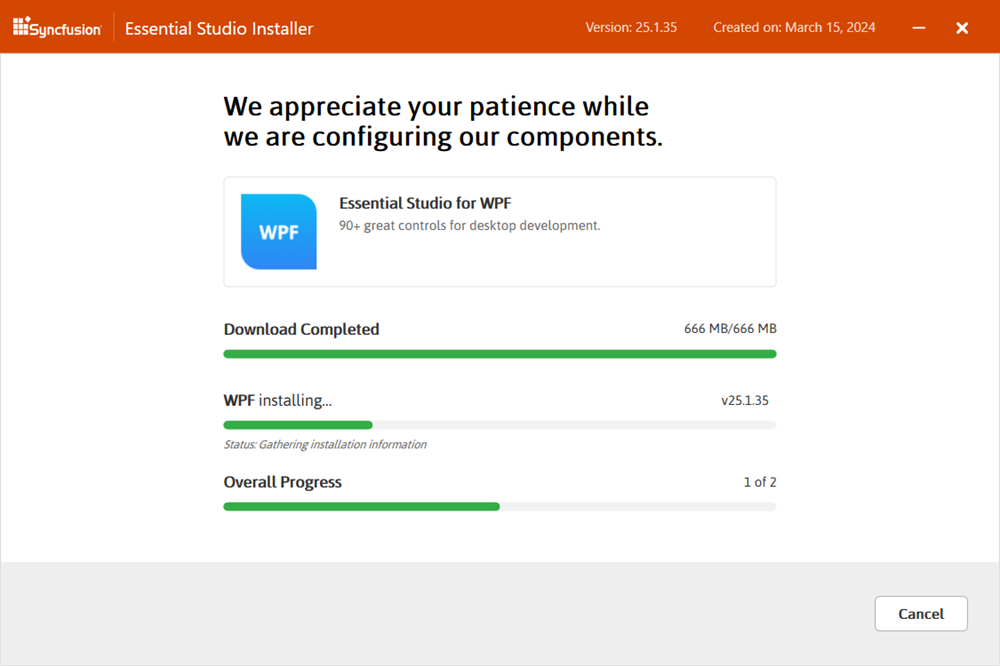 Syncfusion Essential Studio Installer Version: 25.1.35 Created on: March 15, 2024
We appreciate your patience while
we are configuring our components.
WPF
Essential Studio for WPF
90+ great controls for desktop development.
Download Completed 666 MB/666 MB
WPF installing... v25.1.35
Status: Gathering installation information
Overall Progress 1 of 2
Cancel